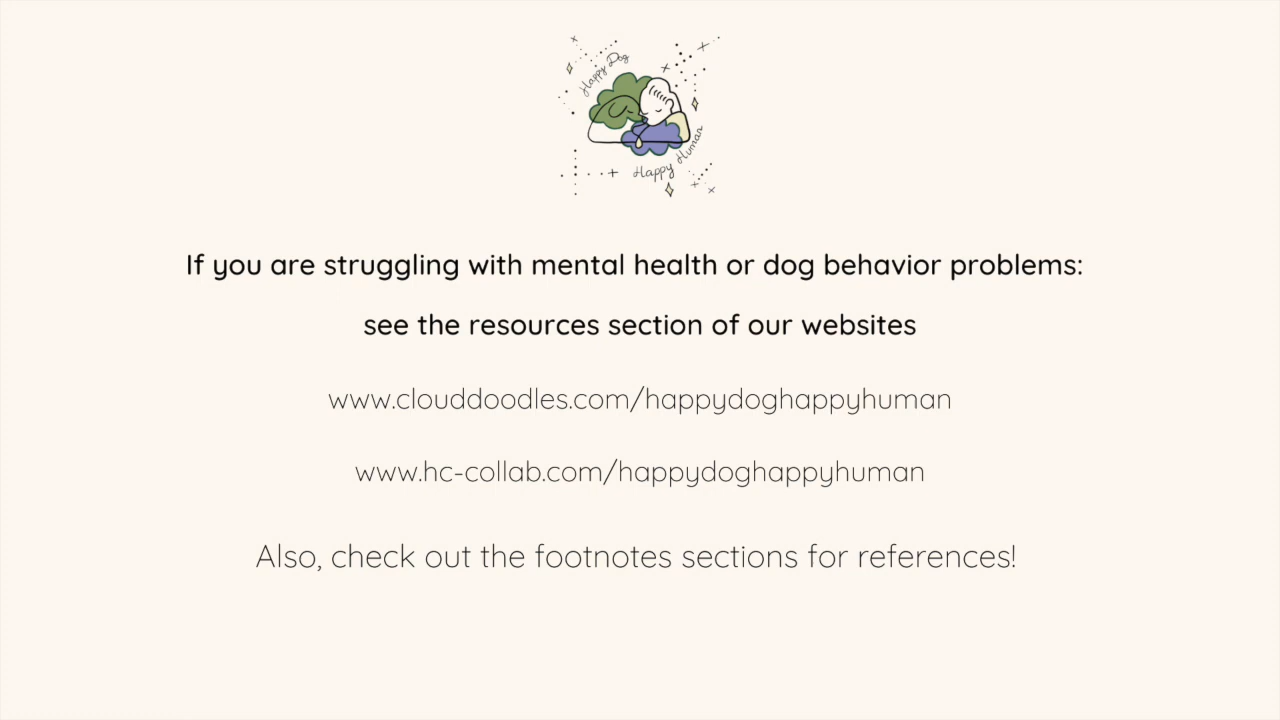 Happy Dog
Happy Human
If you are struggling with mental health or dog behavior problems:
see the resources section of our websites
www.clouddoodles.com/happydoghappyhuman
www.hc-collab.com/happydoghappyhuman
Also, check out the footnotes sections for references!